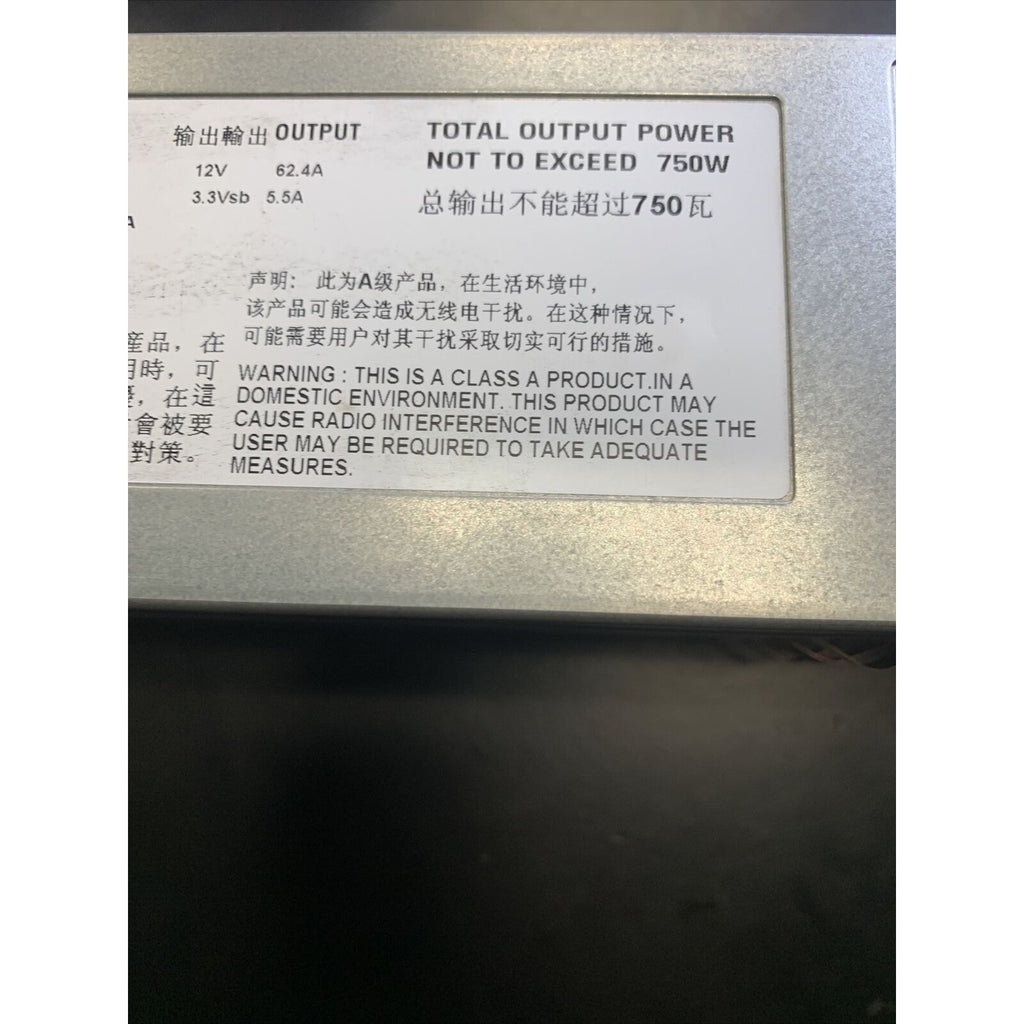 输出輸出 OUTPUT
12V 62.4A
3.3Vsb 5.5A
A
TOTAL OUTPUT POWER
NOT TO EXCEED 750W
总输出不能超过750瓦
声明：此为A级产品，在生活环境中，
该产品可能会造成无线电干扰。在这种情况下，
可能需要用户对其干扰采取切实可行的措施。
產品，在
用時，可
，在這
會被要
對策。
WARNING : THIS IS A CLASS A PRODUCT.IN A
DOMESTIC ENVIRONMENT. THIS PRODUCT MAY
CAUSE RADIO INTERFERENCE IN WHICH CASE THE
USER MAY BE REQUIRED TO TAKE ADEQUATE
MEASURES.